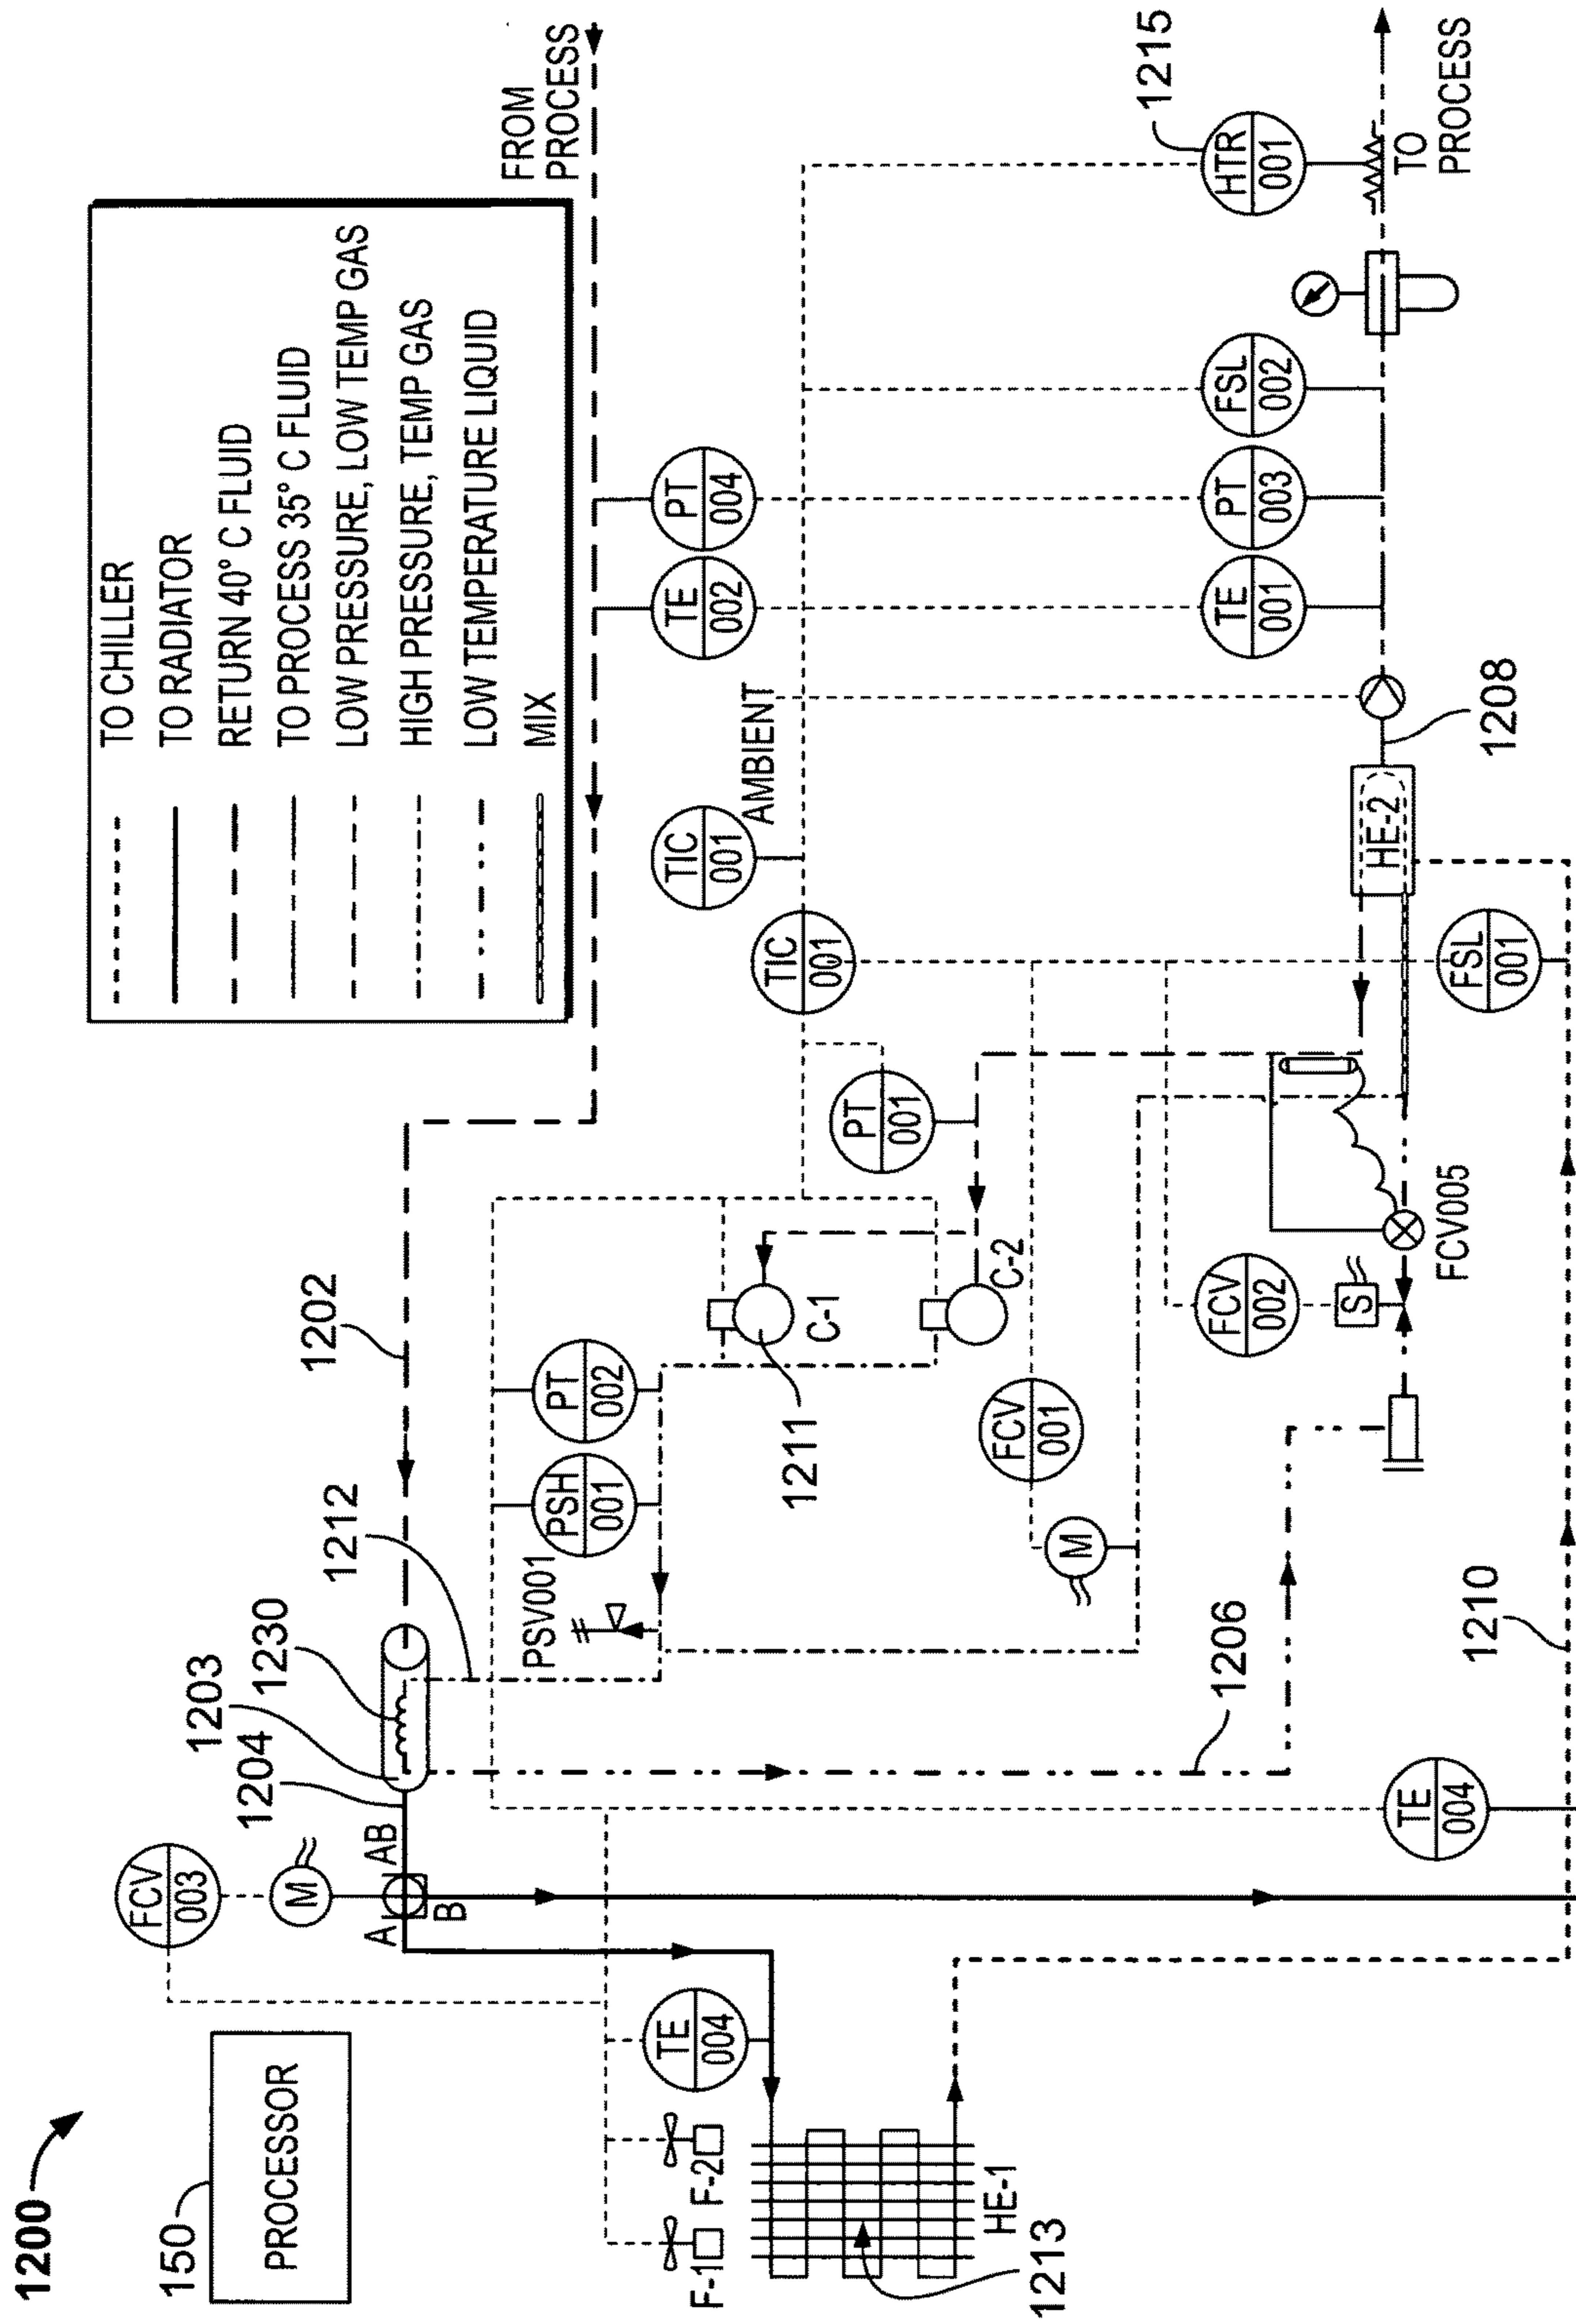 1200
150
PROCESSOR
TO CHILLER
TO RADIATOR
RETURN 40° C FLUID
TO PROCESS 35° C FLUID
LOW PRESSURE, LOW TEMP GAS
HIGH PRESSURE, TEMP GAS
LOW TEMPERATURE LIQUID
MIX
FROM
PROCESS
FCV
003
M
A
AB
B
1204
1203
1230
1212
1202
PSV001
PSH
001
PT
002
F-1
F-2
TE
004
HE-1
1213
1211
C-1
C-2
PT
001
TIC
001
TIC
001
AMBIENT
TE
002
PT
004
FCV
001
M
FCV
002
S
FCV005
1206
TE
004
1210
FSL
001
HE-2
1208
TE
001
PT
003
FSL
002
HTR
001
1215
TO
PROCESS